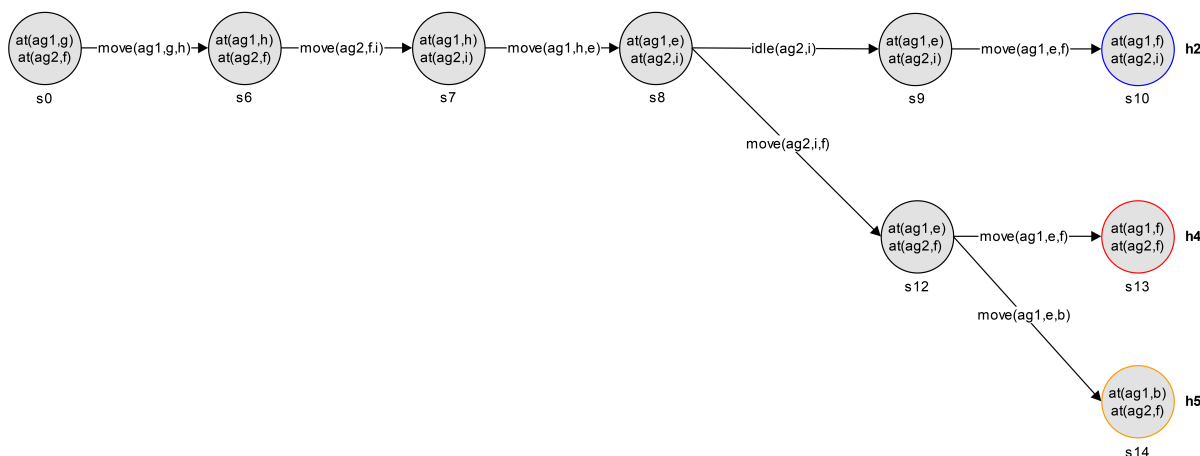 at(ag1,g)
at(ag2,f)
s0
move(ag1,g,h)
at(ag1,h)
at(ag2,f)
s6
move(ag2,f.i)
at(ag1,h)
at(ag2,i)
s7
move(ag1,h,e)
at(ag1,e)
at(ag2,i)
s8
idle(ag2,i)
at(ag1,e)
at(ag2,i)
s9
move(ag1,e,f)
at(ag1,f)
at(ag2,i)
s10
h2
move(ag2,i,f)
at(ag1,e)
at(ag2,f)
s12
move(ag1,e,f)
at(ag1,f)
at(ag2,f)
s13
h4
move(ag1,e,b)
at(ag1,b)
at(ag2,f)
s14
h5